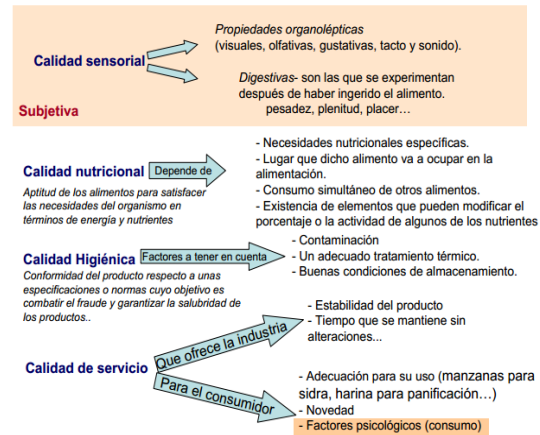 Propiedades organolépticas
(visuales, olfativas, gustativas, tacto y sonido).
Calidad sensorial
Digestivas- son las que se experimentan
después de haber ingerido el alimento.
pesadez, plenitud, placer…
Subjetiva
Calidad nutricional
Depende de
Aptitud de los alimentos para satisfacer
las necesidades del organismo en
términos de energía y nutrientes
- Necesidades nutricionales específicas.
- Lugar que dicho alimento va a ocupar en la
alimentación.
- Consumo simultáneo de otros alimentos.
- Existencia de elementos que pueden modificar el
porcentaje o la actividad de algunos de los nutrientes
Calidad Higiénica
Factores a tener en cuenta
Conformidad del producto respecto a unas
especificaciones o normas cuyo objetivo es
combatir el fraude y garantizar la salubridad de
los productos..
- Contaminación
- Un adecuado tratamiento térmico.
- Buenas condiciones de almacenamiento.
Calidad de servicio
Que ofrece la industria
- Estabilidad del producto
- Tiempo que se mantiene sin
alteraciones...
Para el consumidor
- Adecuación para su uso (manzanas para
sidra, harina para panificación…)
- Novedad
- Factores psicológicos (consumo)